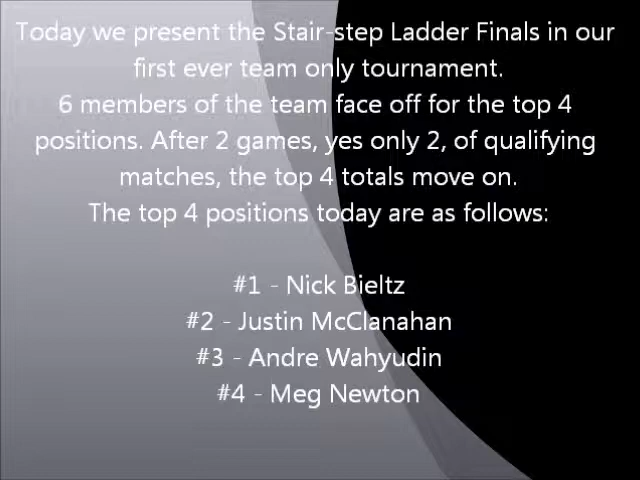 Today we present the Stair-step Ladder Finals in our
first ever team only tournament.
6 members of the team face off for the top 4
positions. After 2 games, yes only 2, of qualifying
matches, the top 4 totals move on.
The top 4 positions today are as follows:
#1 - Nick Bieltz
#2 - Justin McClanahan
#3 - Andre Wahyudin
#4 - Meg Newton